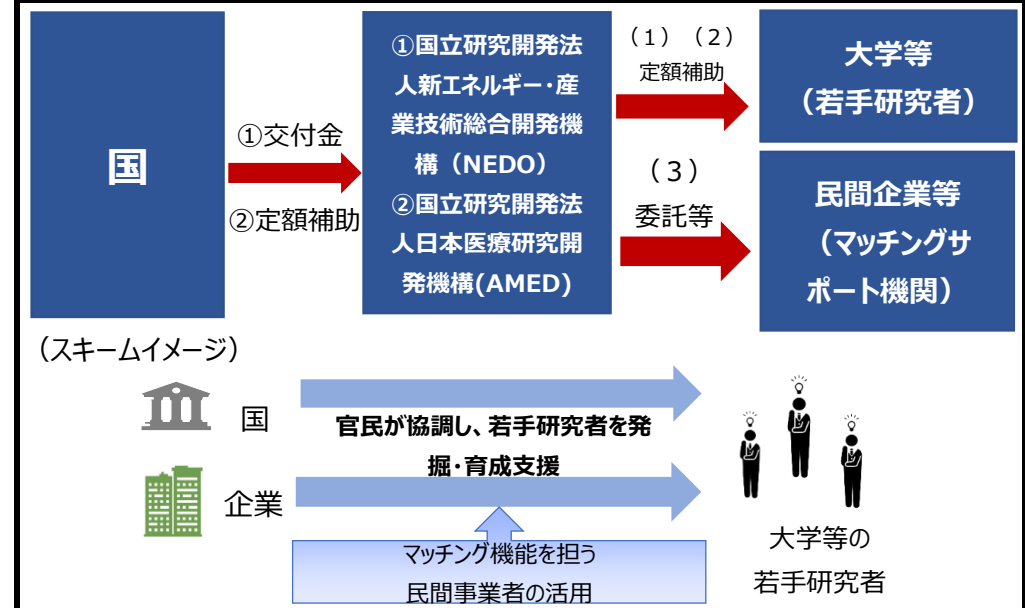 国
①交付金
②定額補助
①国立研究開発法
人新エネルギー・産
業技術総合開発機
構（NEDO）
②国立研究開発法
人日本医療研究開
発機構(AMED)
（１）（２）
定額補助
（３）
委託等
大学等
（若手研究者）
民間企業等
（マッチングサ
ポート機関）
（スキームイメージ）
国
官民が協調し、若手研究者を発
掘・育成支援
企業
マッチング機能を担う
民間事業者の活用
大学等の
若手研究者